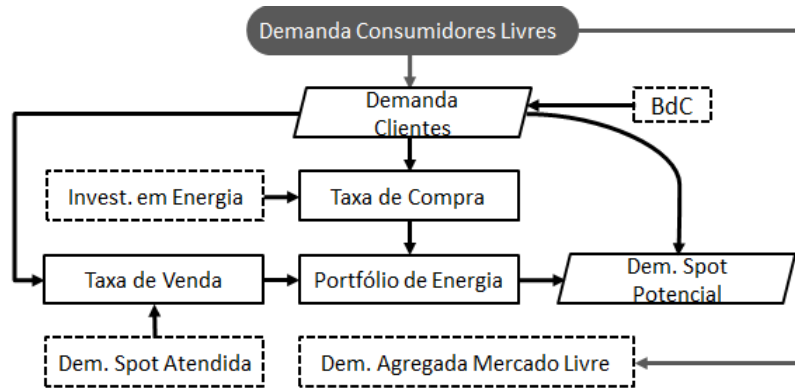 Demanda Consumidores Livres
Demanda
Clientes
BdC
Invest. em Energia
Taxa de Compra
Taxa de Venda
Portfólio de Energia
Dem. Spot
Potencial
Dem. Spot Atendida
Dem. Agregada Mercado Livre